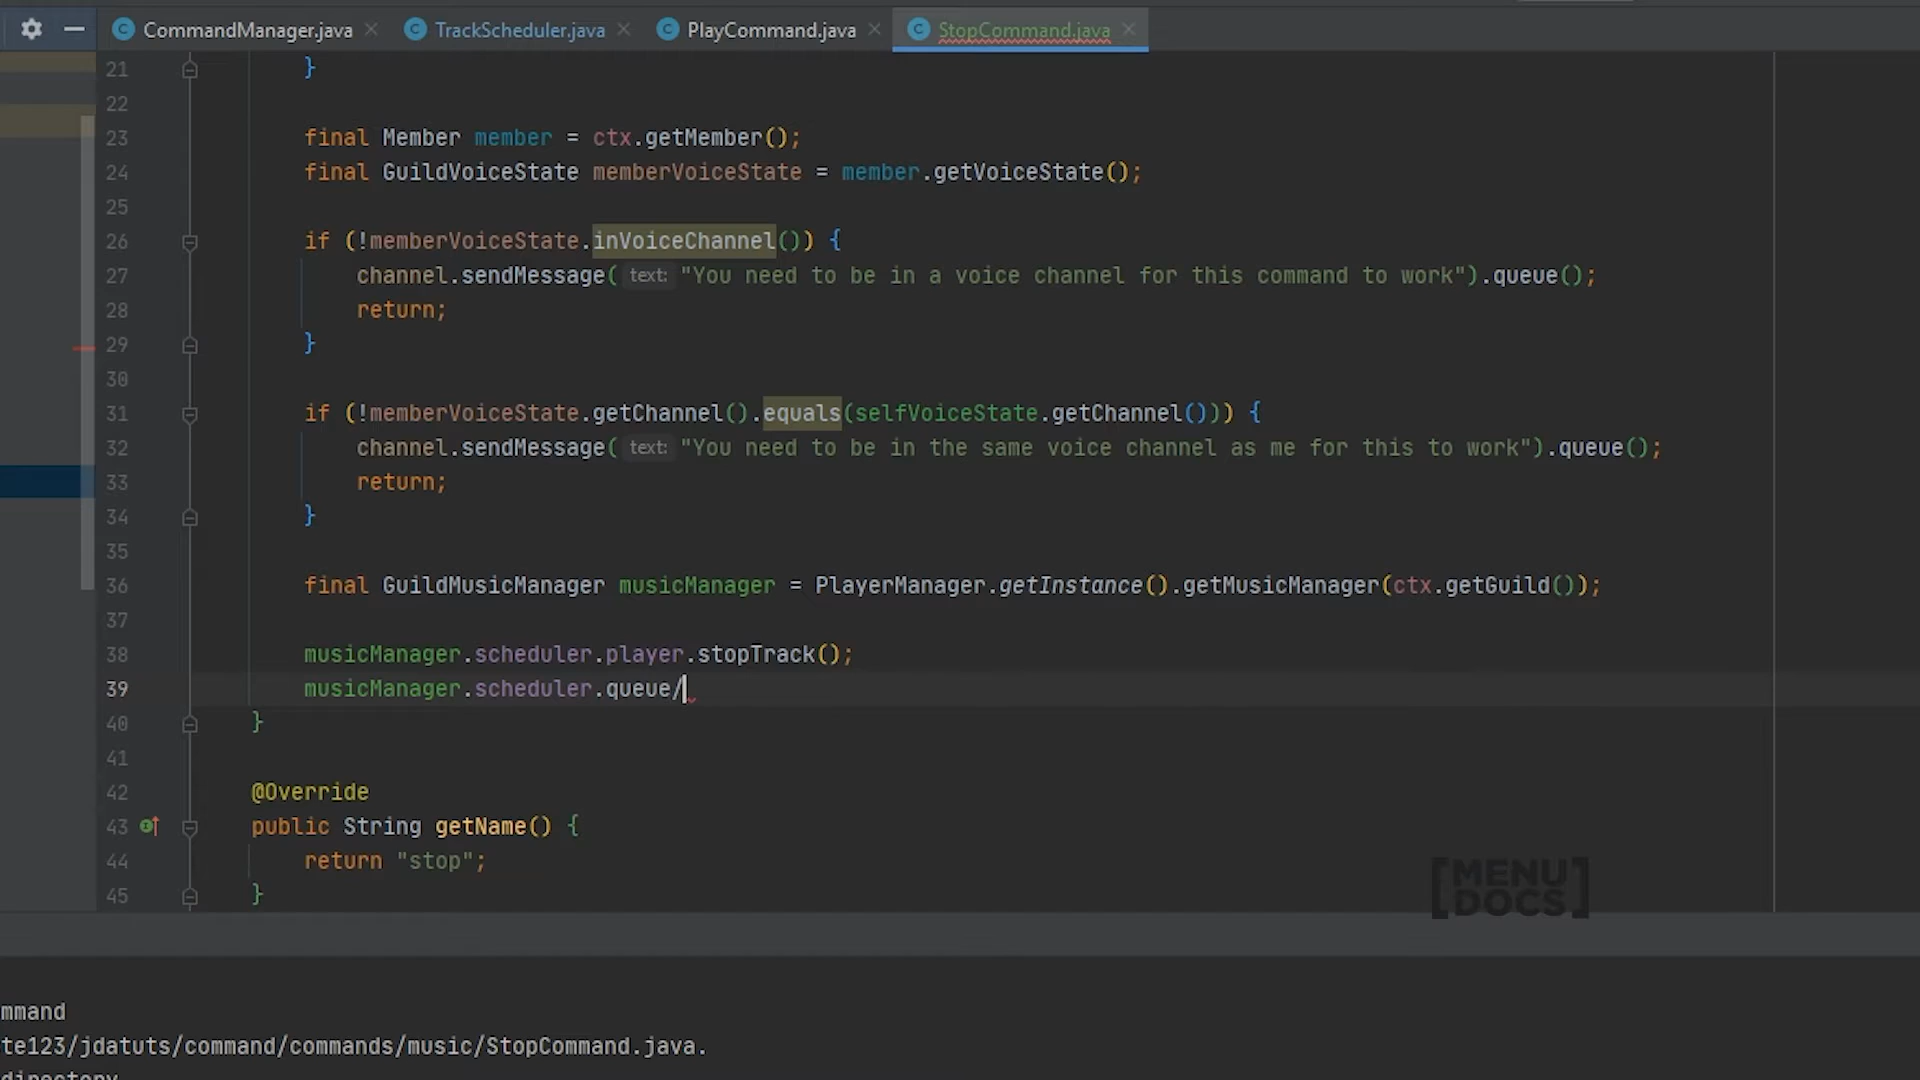 CommandManager.java TrackScheduler.java PlayCommand.java StopCommand.java
21 }
22
23 final Member member = ctx.getMember();
24 final GuildVoiceState memberVoiceState = member.getVoiceState();
25
26 if (!memberVoiceState.inVoiceChannel()) {
27 channel.sendMessage( text: "You need to be in a voice channel for this command to work").queue();
28 return;
29 }
30
31 if (!memberVoiceState.getChannel().equals(selfVoiceState.getChannel())) {
32 channel.sendMessage( text: "You need to be in the same voice channel as me for this to work").queue();
33 return;
34 }
35
36 final GuildMusicManager musicManager = PlayerManager.getInstance().getMusicManager(ctx.getGuild());
37
38 musicManager.scheduler.player.stopTrack();
39 musicManager.scheduler.queue/
40 }
41
42 @Override
43 public String getName() {
44 return "stop";
45 }
[MENU
DOCS]
mmand
te123/jdatuts/command/commands/music/StopCommand.java.
directory